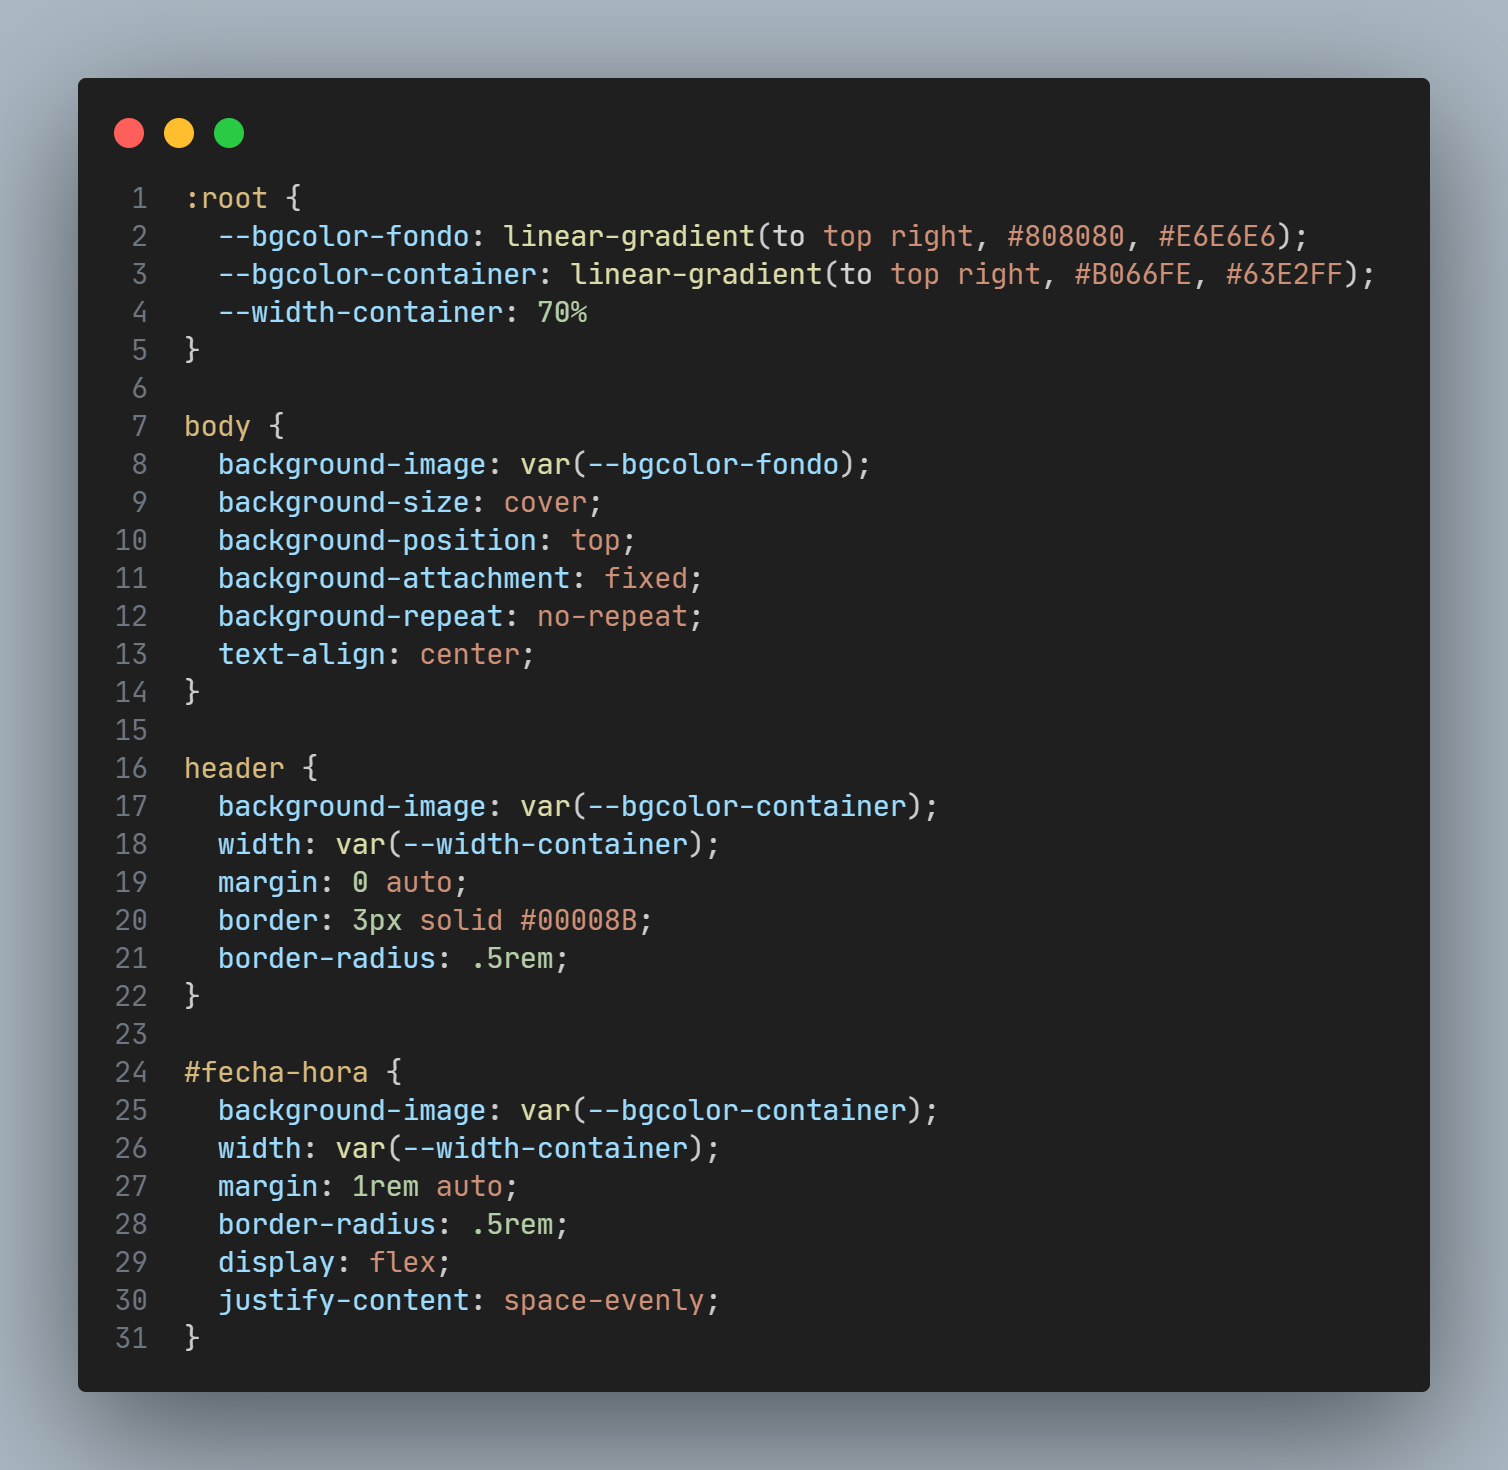 1 :root {
2   --bgcolor-fondo: linear-gradient(to top right, #808080, #E6E6E6);
3   --bgcolor-container: linear-gradient(to top right, #B066FE, #63E2FF);
4   --width-container: 70%
5 }
6
7 body {
8   background-image: var(--bgcolor-fondo);
9   background-size: cover;
10   background-position: top;
11   background-attachment: fixed;
12   background-repeat: no-repeat;
13   text-align: center;
14 }
15
16 header {
17   background-image: var(--bgcolor-container);
18   width: var(--width-container);
19   margin: 0 auto;
20   border: 3px solid #00008B;
21   border-radius: .5rem;
22 }
23
24 #fecha-hora {
25   background-image: var(--bgcolor-container);
26   width: var(--width-container);
27   margin: 1rem auto;
28   border-radius: .5rem;
29   display: flex;
30   justify-content: space-evenly;
31 }